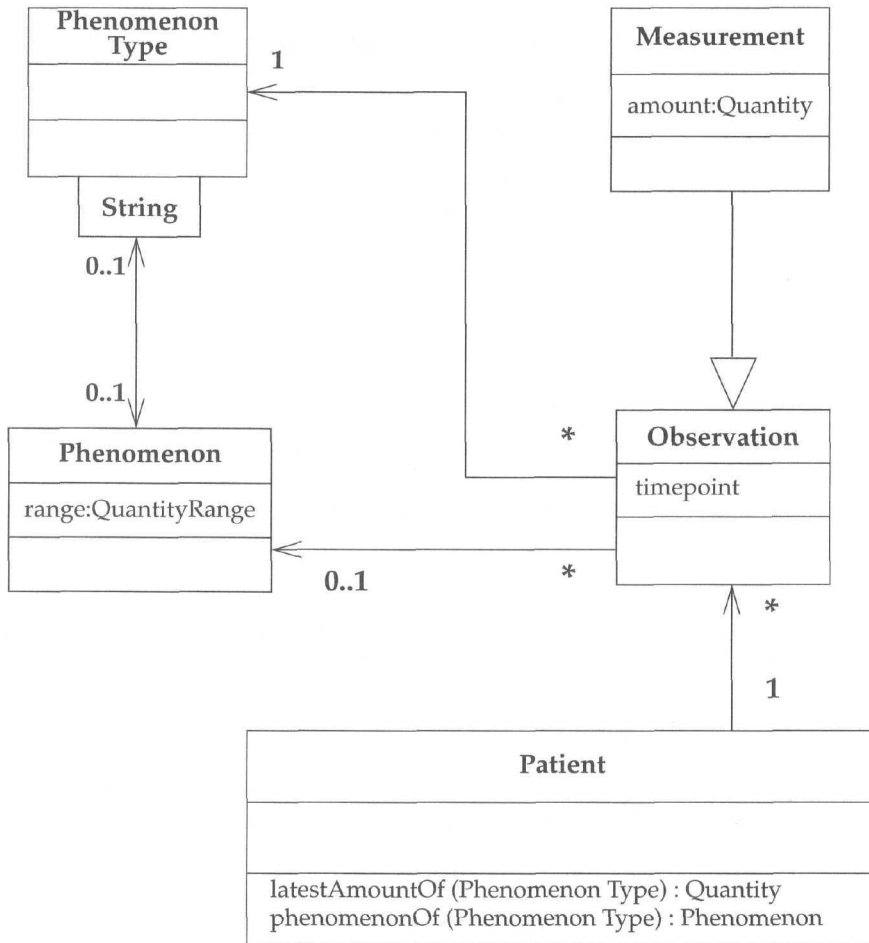 Phenomenon
Type
1
Measurement
amount:Quantity
String
0..1
0..1
*
Observation
timepoint
Phenomenon
range:QuantityRange
0..1
*
*
1
Patient
latestAmountOf (Phenomenon Type) : Quantity
phenomenonOf (Phenomenon Type) : Phenomenon